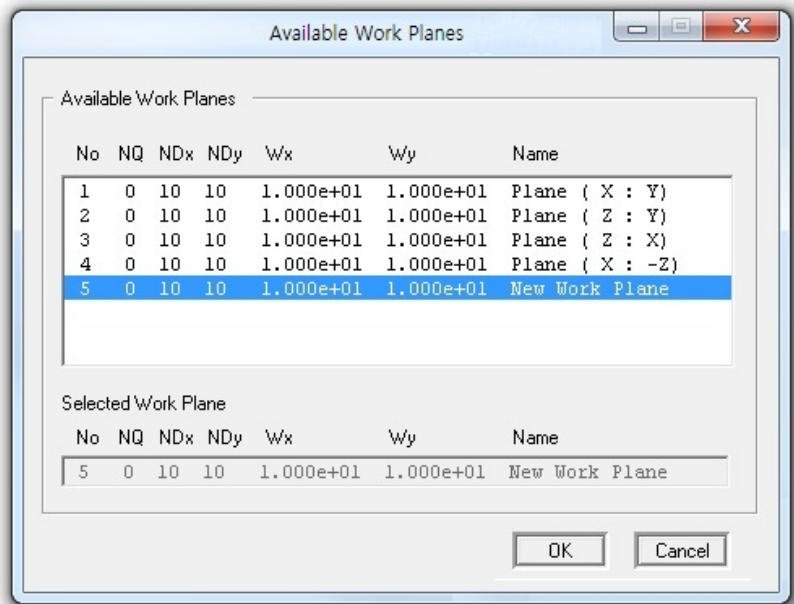 Available Work Planes
Available Work Planes
No NQ NDx NDy Wx Wy Name
1 0 10 10 1.000e+01 1.000e+01 Plane ( X : Y)
2 0 10 10 1.000e+01 1.000e+01 Plane ( Z : Y)
3 0 10 10 1.000e+01 1.000e+01 Plane ( Z : X)
4 0 10 10 1.000e+01 1.000e+01 Plane ( X : -Z)
5 0 10 10 1.000e+01 1.000e+01 New Work Plane
Selected Work Plane
No NQ NDx NDy Wx Wy Name
5 0 10 10 1.000e+01 1.000e+01 New Work Plane
OK Cancel